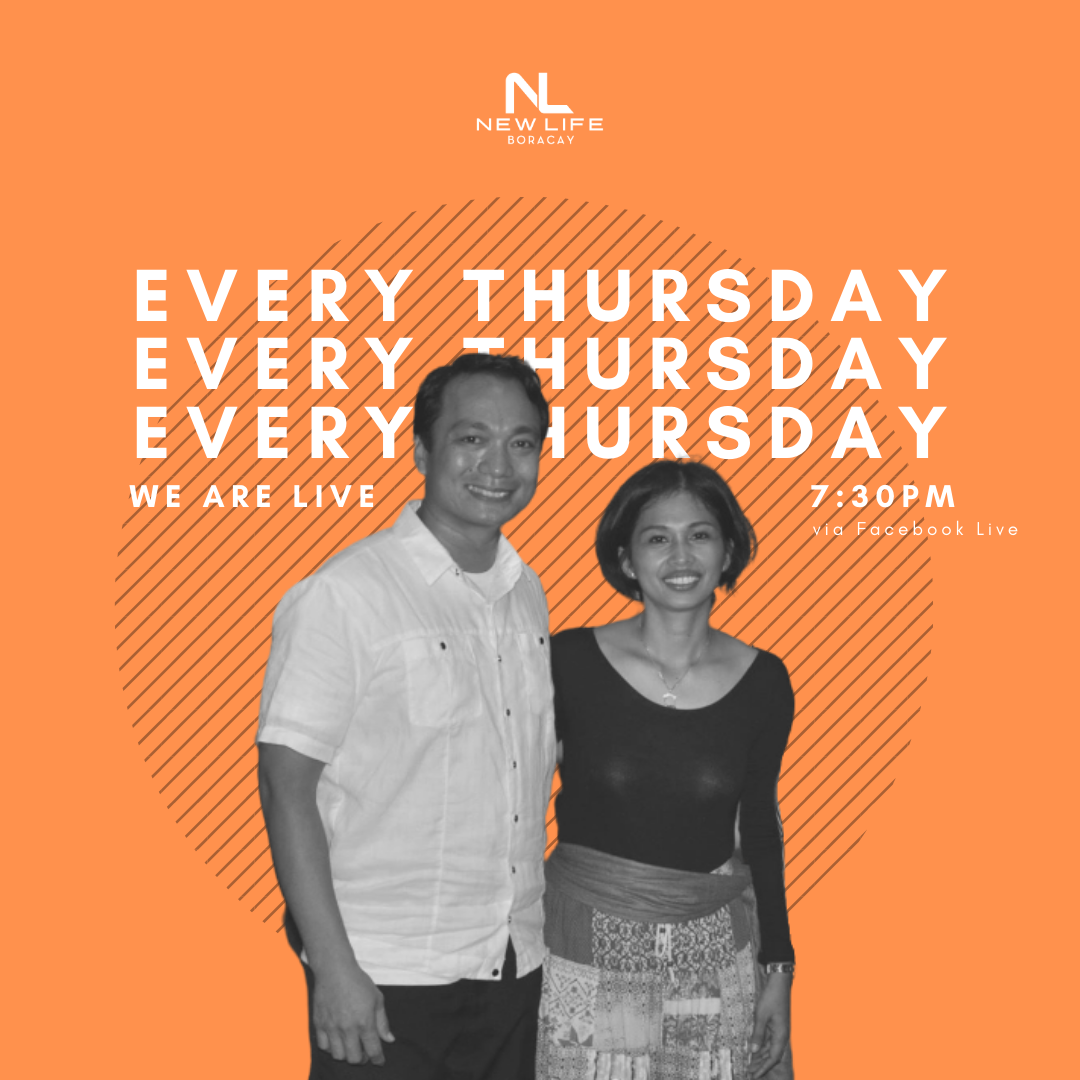 NL
NEW LIFE
BORACAY
EVERY THURSDAY
EVERY THURSDAY
EVERY THURSDAY
WE ARE LIVE
7:30PM
via Facebook Live